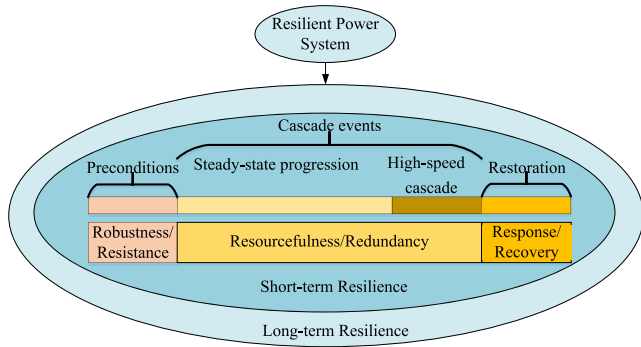 Resilient Power
System
Cascade events
Preconditions
Steady-state progression
High-speed
cascade
Restoration
Robustness/
Resistance
Resourcefulness/Redundancy
Response/
Recovery
Short-term Resilience
Long-term Resilience